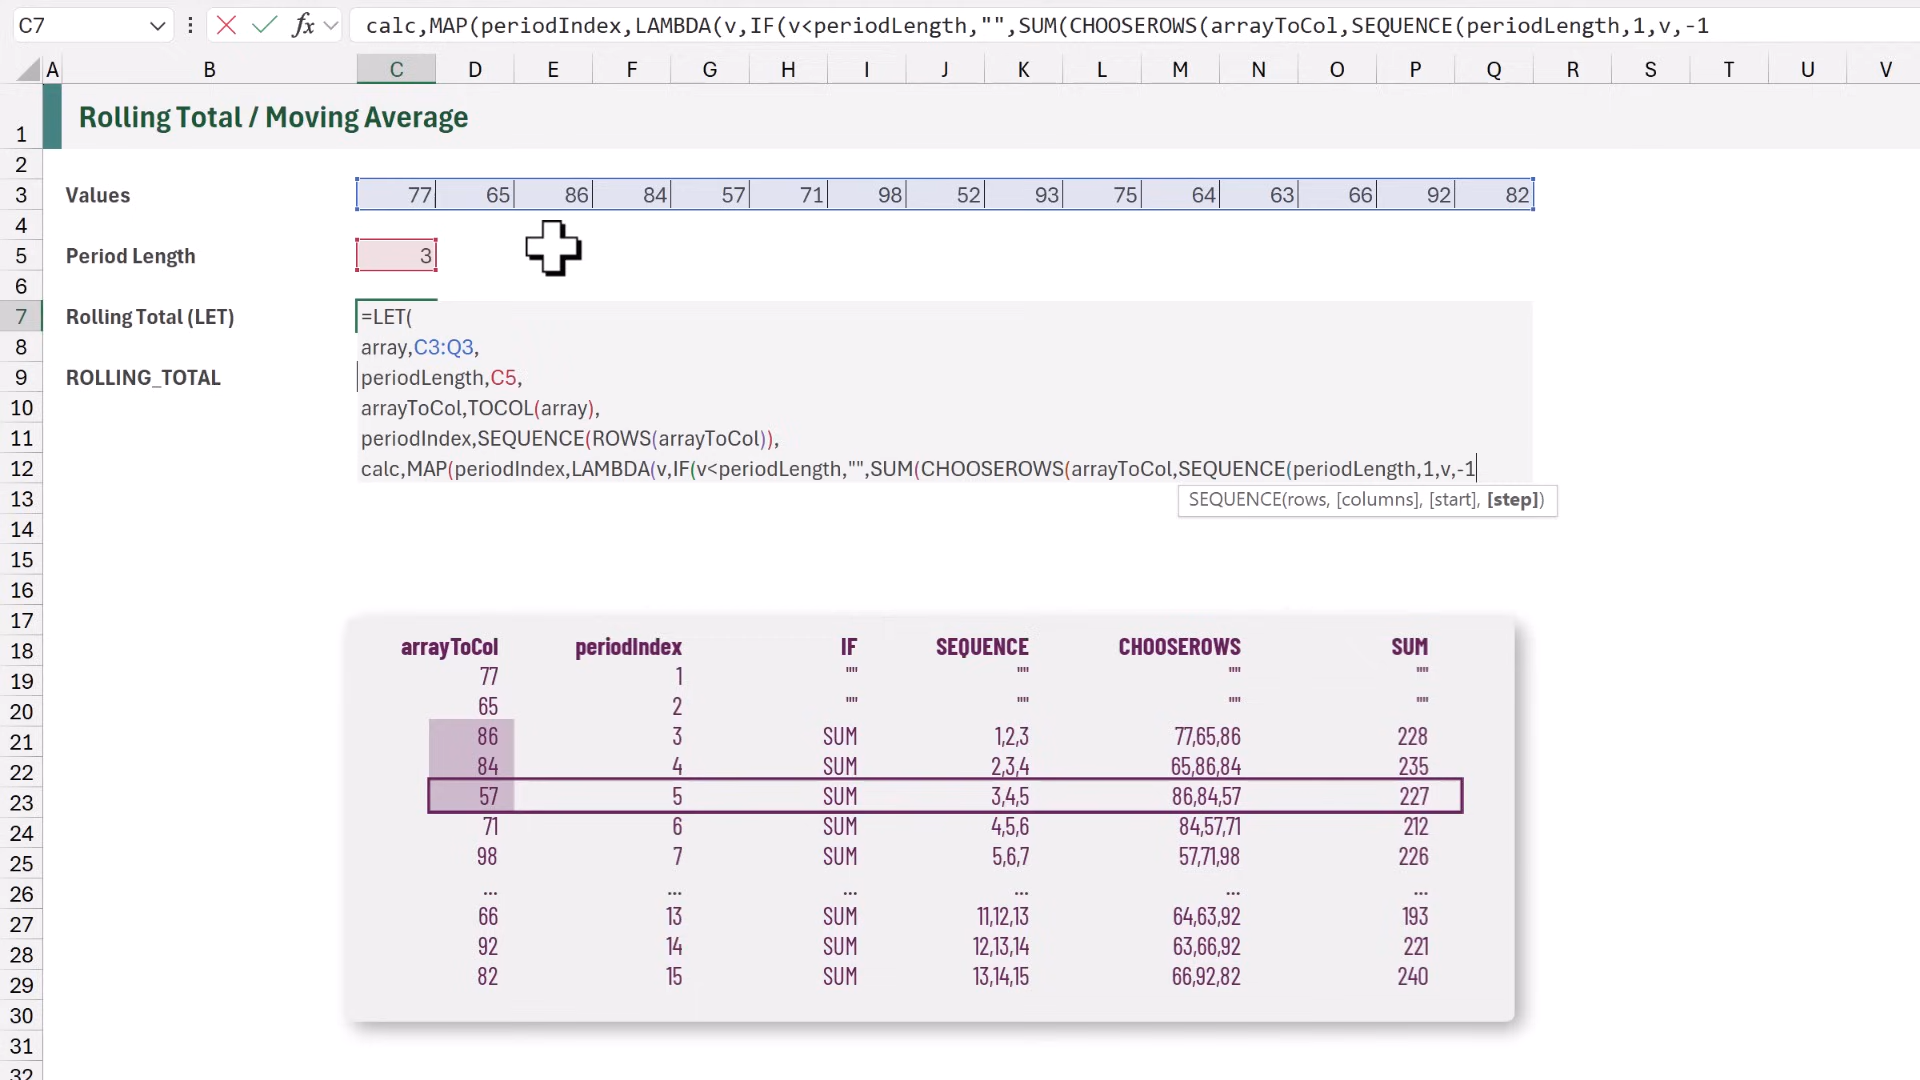 C7 fx calc,MAP(periodIndex,LAMBDA(v,IF(v<periodLength,"",SUM(CHOOSEROWS(arrayToCol,SEQUENCE(periodLength,1,v,-1
A B C D E F G H I J K L M N O P Q R S T U V
1 Rolling Total / Moving Average
2
3 Values 77 65 86 84 57 71 98 52 93 75 64 63 66 92 82
4
5 Period Length 3
6
7 Rolling Total (LET) =LET(
8 array,C3:Q3,
9 ROLLING_TOTAL periodLength,C5,
10 arrayToCol,TOCOL(array),
11 periodIndex,SEQUENCE(ROWS(arrayToCol)),
12 calc,MAP(periodIndex,LAMBDA(v,IF(v<periodLength,"",SUM(CHOOSEROWS(arrayToCol,SEQUENCE(periodLength,1,v,-1
13 SEQUENCE(rows, [columns], [start], [step])
14
15
16
17
18 arrayToCol periodIndex IF SEQUENCE CHOOSEROWS SUM
19 77 1 "" "" "" ""
20 65 2 "" "" "" ""
21 86 3 SUM 1,2,3 77,65,86 228
22 84 4 SUM 2,3,4 65,86,84 235
23 57 5 SUM 3,4,5 86,84,57 227
24 71 6 SUM 4,5,6 84,57,71 212
25 98 7 SUM 5,6,7 57,71,98 226
26 ... ... ... ... ... ...
27 66 13 SUM 11,12,13 64,63,92 193
28 92 14 SUM 12,13,14 63,66,92 221
29 82 15 SUM 13,14,15 66,92,82 240
30
31
32